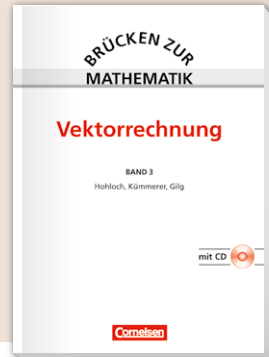 BRÜCKEN ZUR
MATHEMATIK
Vektorrechnung
BAND 3
Hohloch, Kümmerer, Gilg
mit CD
Cornelsen